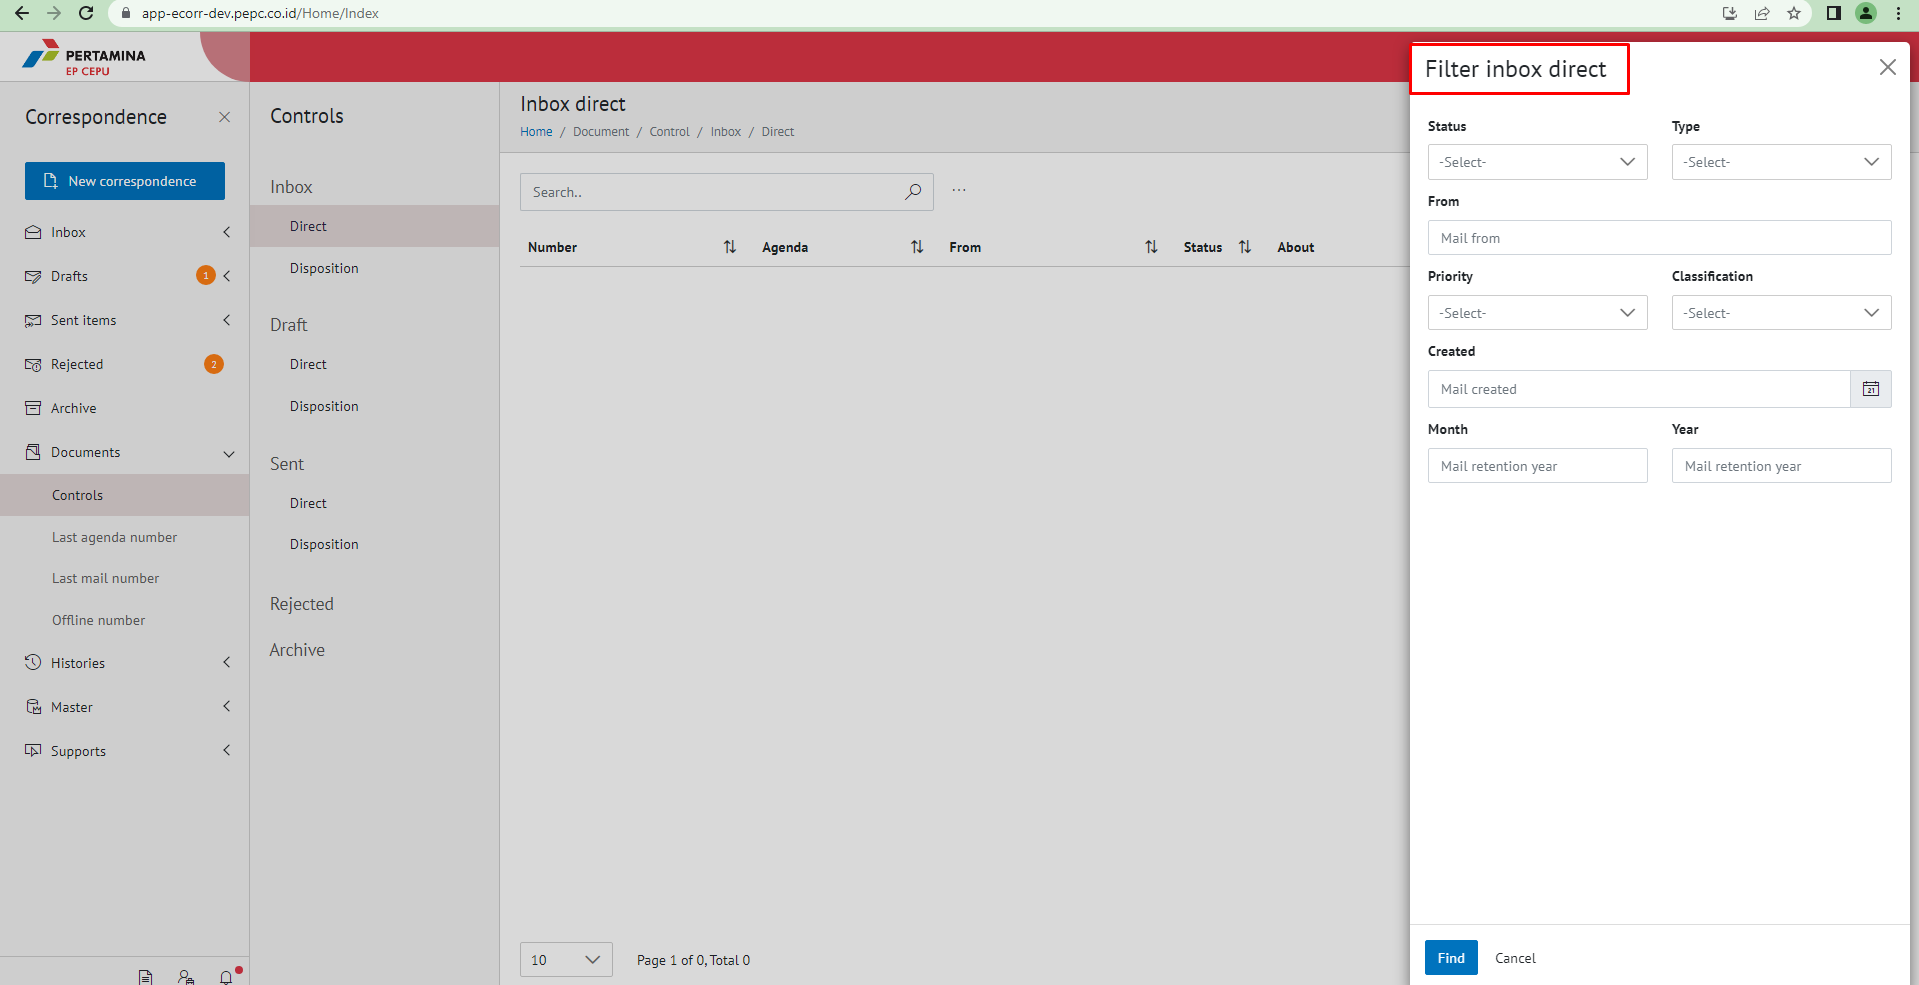 app-ecorr-dev.pepc.co.id/Home/Index
PERTAMINA
EP CEPU
Correspondence
New correspondence
Inbox
Drafts 1
Sent items
Rejected 2
Archive
Documents
Controls
Last agenda number
Last mail number
Offline number
Histories
Master
Supports
Controls
Inbox
Direct
Disposition
Draft
Direct
Disposition
Sent
Direct
Disposition
Rejected
Archive
Inbox direct
Home / Document / Control / Inbox / Direct
Search.. ...
Number Agenda From Status About
10 Page 1 of 0, Total 0
Filter inbox direct
Status Type
-Select- -Select-
From
Mail from
Priority Classification
-Select- -Select-
Created
Mail created 21
Month Year
Mail retention year Mail retention year
Find Cancel